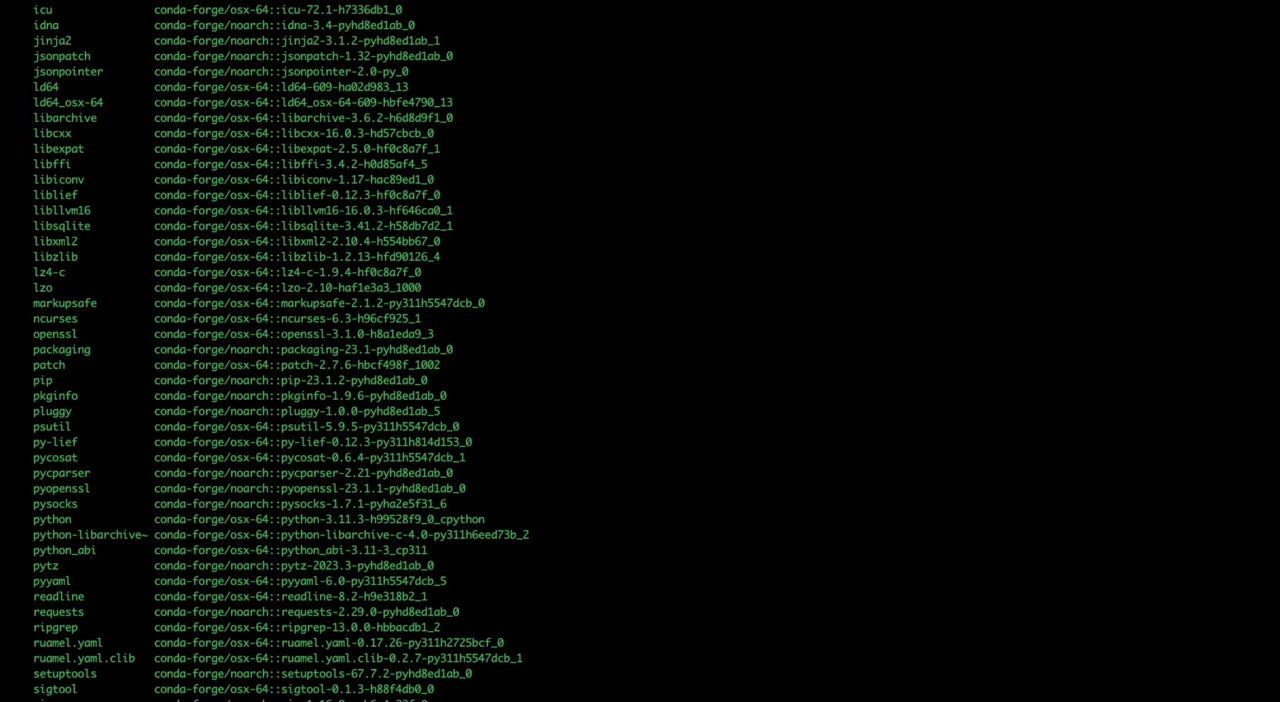 icu conda-forge/osx-64::icu-72.1-h7336db1_0
idna conda-forge/noarch::idna-3.4-pyhd8ed1ab_0
jinja2 conda-forge/noarch::jinja2-3.1.2-pyhd8ed1ab_1
jsonpatch conda-forge/noarch::jsonpatch-1.32-pyhd8ed1ab_0
jsonpointer conda-forge/noarch::jsonpointer-2.0-py_0
ld64 conda-forge/osx-64::ld64-609-ha02d983_13
ld64_osx-64 conda-forge/osx-64::ld64_osx-64-609-hbfe4790_13
libarchive conda-forge/osx-64::libarchive-3.6.2-h6d8d9f1_0
libcxx conda-forge/osx-64::libcxx-16.0.3-hd57cbcb_0
libexpat conda-forge/osx-64::libexpat-2.5.0-hf0c8a7f_1
libffi conda-forge/osx-64::libffi-3.4.2-h0d85af4_5
libiconv conda-forge/osx-64::libiconv-1.17-hac89ed1_0
liblief conda-forge/osx-64::liblief-0.12.3-hf0c8a7f_0
libllvm16 conda-forge/osx-64::libllvm16-16.0.3-hf646ca0_1
libsqlite conda-forge/osx-64::libsqlite-3.41.2-h58db7d2_1
libxml2 conda-forge/osx-64::libxml2-2.10.4-h554bb67_0
libzlib conda-forge/osx-64::libzlib-1.2.13-hfd90126_4
lz4-c conda-forge/osx-64::lz4-c-1.9.4-hf0c8a7f_0
lzo conda-forge/osx-64::lzo-2.10-haf1e3a3_1000
markupsafe conda-forge/osx-64::markupsafe-2.1.2-py311h5547dcb_0
ncurses conda-forge/osx-64::ncurses-6.3-h96cf925_1
openssl conda-forge/osx-64::openssl-3.1.0-h8a1eda9_3
packaging conda-forge/noarch::packaging-23.1-pyhd8ed1ab_0
patch conda-forge/osx-64::patch-2.7.6-hbcf498f_1002
pip conda-forge/noarch::pip-23.1.2-pyhd8ed1ab_0
pkginfo conda-forge/noarch::pkginfo-1.9.6-pyhd8ed1ab_0
pluggy conda-forge/noarch::pluggy-1.0.0-pyhd8ed1ab_5
psutil conda-forge/osx-64::psutil-5.9.5-py311h5547dcb_0
py-lief conda-forge/osx-64::py-lief-0.12.3-py311h814d153_0
pycosat conda-forge/osx-64::pycosat-0.6.4-py311h5547dcb_1
pycparser conda-forge/noarch::pycparser-2.21-pyhd8ed1ab_0
pyopenssl conda-forge/noarch::pyopenssl-23.1.1-pyhd8ed1ab_0
pysocks conda-forge/noarch::pysocks-1.7.1-pyha2e5f31_6
python conda-forge/osx-64::python-3.11.3-h99528f9_0_cpython
python-libarchive~ conda-forge/osx-64::python-libarchive-c-4.0-py311h6eed73b_2
python_abi conda-forge/osx-64::python_abi-3.11-3_cp311
pytz conda-forge/noarch::pytz-2023.3-pyhd8ed1ab_0
pyyaml conda-forge/osx-64::pyyaml-6.0-py311h5547dcb_5
readline conda-forge/osx-64::readline-8.2-h9e318b2_1
requests conda-forge/noarch::requests-2.29.0-pyhd8ed1ab_0
ripgrep conda-forge/osx-64::ripgrep-13.0.0-hbbacdb1_2
ruamel.yaml conda-forge/osx-64::ruamel.yaml-0.17.26-py311h2725bcf_0
ruamel.yaml.clib conda-forge/osx-64::ruamel.yaml.clib-0.2.7-py311h5547dcb_1
setuptools conda-forge/noarch::setuptools-67.7.2-pyhd8ed1ab_0
sigtool conda-forge/osx-64::sigtool-0.1.3-h88f4db0_0